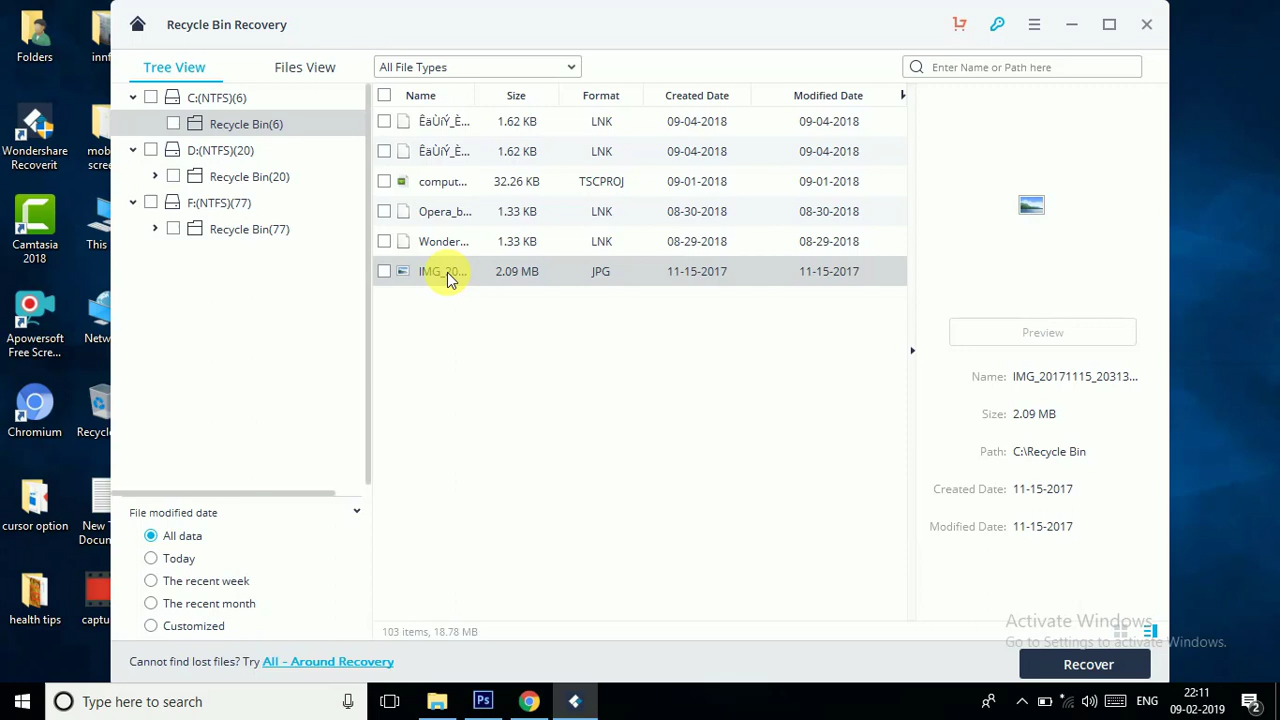 Recycle Bin Recovery
Tree View
Files View
All File Types
Enter Name or Path here
C:(NTFS)(6)
Recycle Bin(6)
D:(NTFS)(20)
Recycle Bin(20)
F:(NTFS)(77)
Recycle Bin(77)
Name Size Format Created Date Modified Date
ÊäÙìÝ_È... 1.62 KB LNK 09-04-2018 09-04-2018
ÊäÙìÝ_È... 1.62 KB LNK 09-04-2018 09-04-2018
comput... 32.26 KB TSCPROJ 09-01-2018 09-01-2018
Opera_b... 1.33 KB LNK 08-30-2018 08-30-2018
Wonder... 1.33 KB LNK 08-29-2018 08-29-2018
IMG_20... 2.09 MB JPG 11-15-2017 11-15-2017
Preview
Name: IMG_20171115_20313...
Size: 2.09 MB
Path: C:\Recycle Bin
Created Date: 11-15-2017
Modified Date: 11-15-2017
File modified date
All data
Today
The recent week
The recent month
Customized
103 items, 18.78 MB
Cannot find lost files? Try All - Around Recovery
Recover
Activate Windows
Go to Settings to activate Windows.
Folders
innf
Wondershare
Recoverit
mob
scree
Camtasia
2018
This
Apowersoft
Free Scre...
Netw
Chromium
Recycl
cursor option
New T
Docum
health tips
captu
Type here to search
ENG
22:11
09-02-2019
2